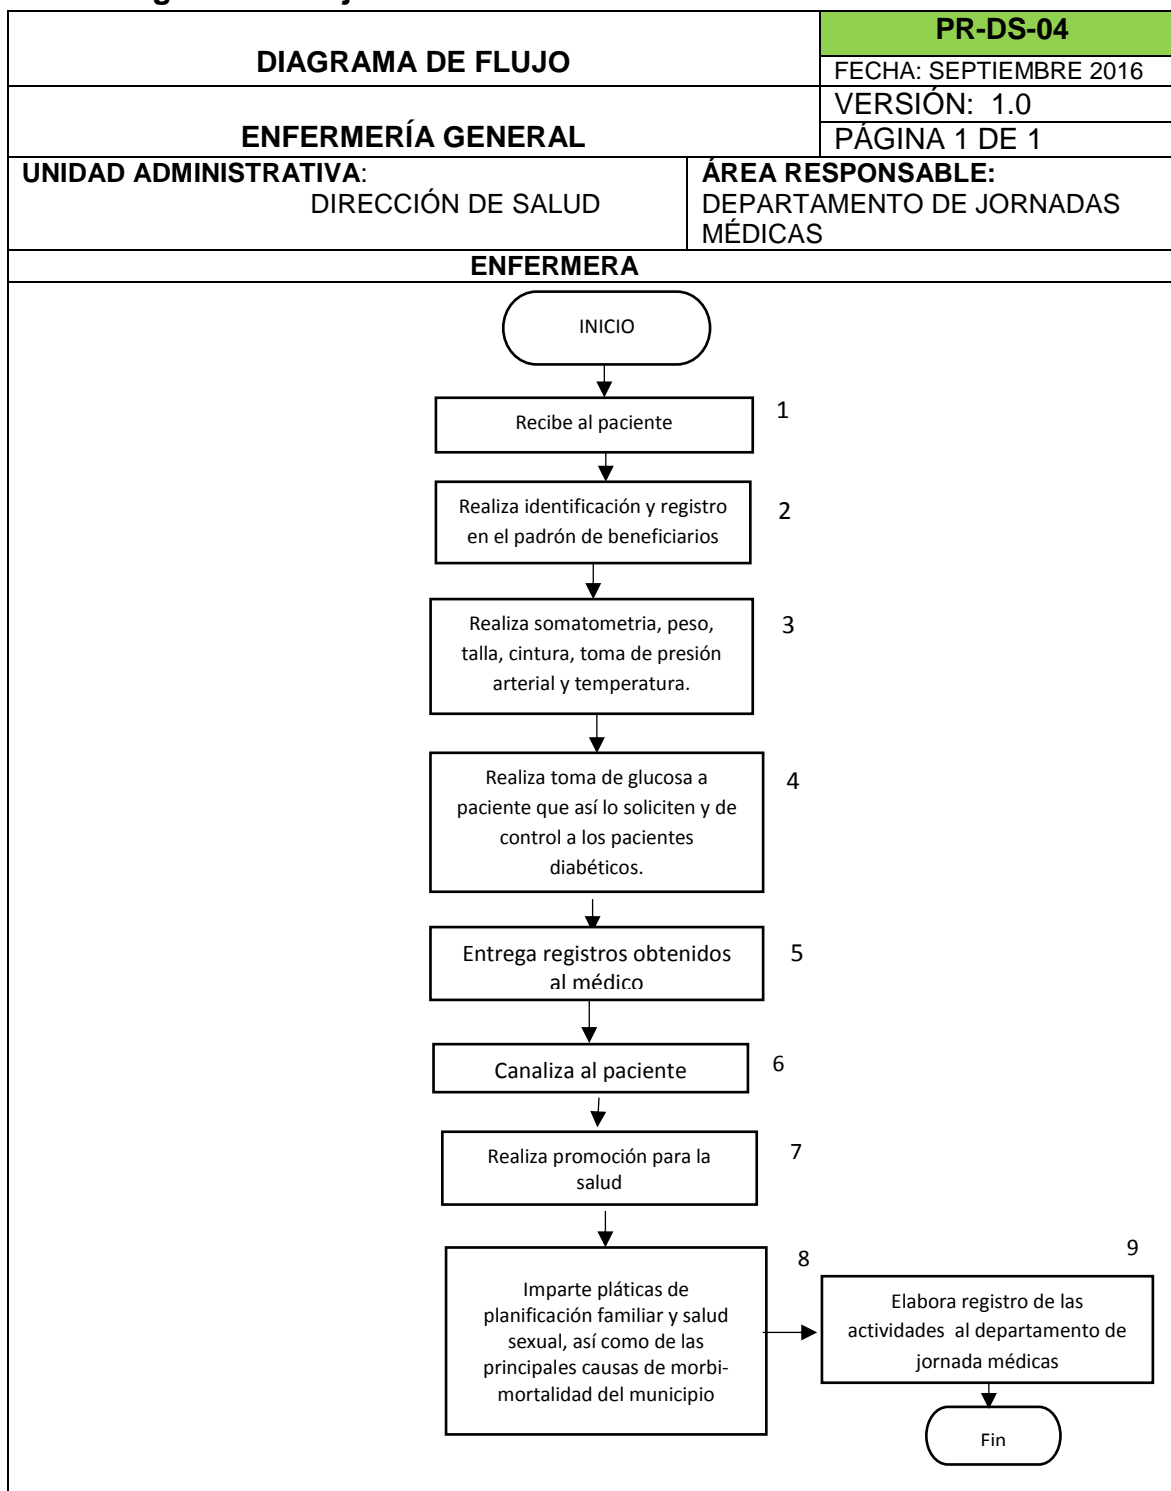 DIAGRAMA DE FLUJO
PR-DS-04
FECHA: SEPTIEMBRE 2016
ENFERMERÍA GENERAL
VERSIÓN: 1.0
PÁGINA 1 DE 1
UNIDAD ADMINISTRATIVA:
DIRECCIÓN DE SALUD
ÁREA RESPONSABLE:
DEPARTAMENTO DE JORNADAS
MÉDICAS
ENFERMERA
INICIO
Recibe al paciente
1
Realiza identificación y registro
en el padrón de beneficiarios
2
Realiza somatometria, peso,
talla, cintura, toma de presión
arterial y temperatura.
3
Realiza toma de glucosa a
paciente que así lo soliciten y de
control a los pacientes
diabéticos.
4
Entrega registros obtenidos
al médico
5
Canaliza al paciente
6
Realiza promoción para la
salud
7
Imparte pláticas de
planificación familiar y salud
sexual, así como de las
principales causas de morbi-
mortalidad del municipio
8
9
Elabora registro de las
actividades al departamento de
jornada médicas
Fin